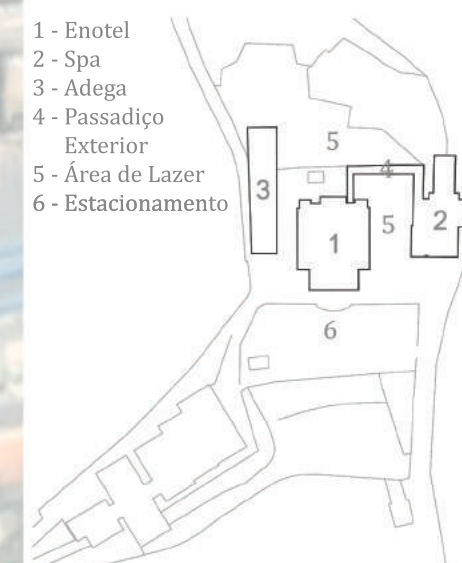 1 - Enotel
2 - Spa
3 - Adega
4 - Passadiço
Exterior
5 - Área de Lazer
6 - Estacionamento
5
4
3
5
2
1
6